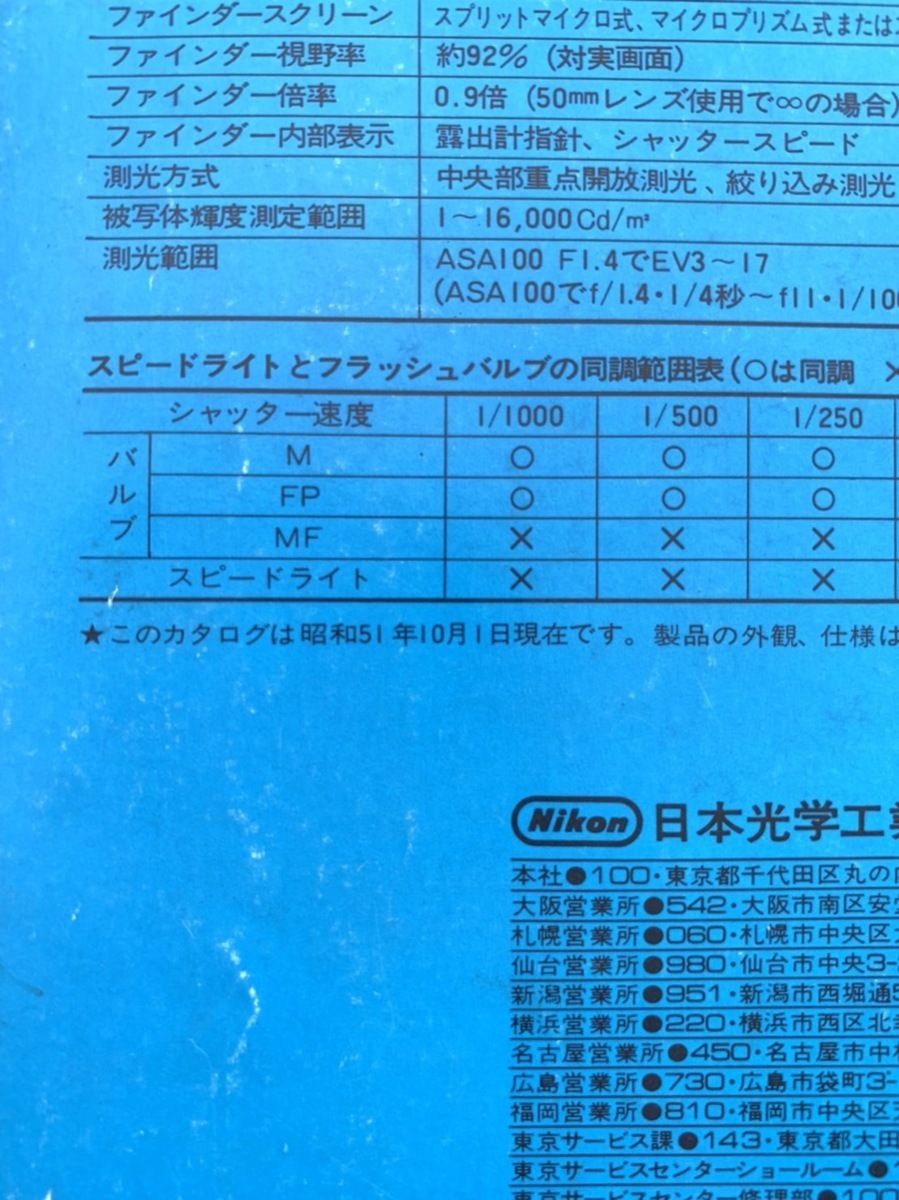 ファインダースクリーン スプリットマイクロ式、マイクロプリズム式または
ファインダー視野率 約92% (対実画面)
ファインダー倍率 0.9倍 (50mmレンズ使用で∞の場合)
ファインダー内部表示 露出計指針、シャッタースピード
測光方式 中央部重点開放測光、絞り込み測光
被写体輝度測定範囲 1〜16,000Cd/m²
測光範囲 ASA100 F1.4でEV3〜17
(ASA100でf/1.4・1/4秒〜f11・1/100
スピードライトとフラッシュバルブの同調範囲表(○は同調 ×
シャッター速度 1/1000 1/500 1/250
バルブ M ○ ○ ○
FP ○ ○ ○
MF × × ×
スピードライト × × ×
★このカタログは昭和51年10月1日現在です。製品の外観、仕様は
Nikon 日本光学工業
本社●100・東京都千代田区丸の
大阪営業所●542・大阪市南区安
札幌営業所●060・札幌市中央区
仙台営業所●980・仙台市中央3-
新潟営業所●951・新潟市西堀通5
横浜営業所●220・横浜市西区北
名古屋営業所●450・名古屋市中村
広島営業所●730・広島市袋町3-
福岡営業所●810・福岡市中央区
東京サービス課●143・東京都大田
東京サービスセンターショールーム●1
東京サービスセンター修理部●100